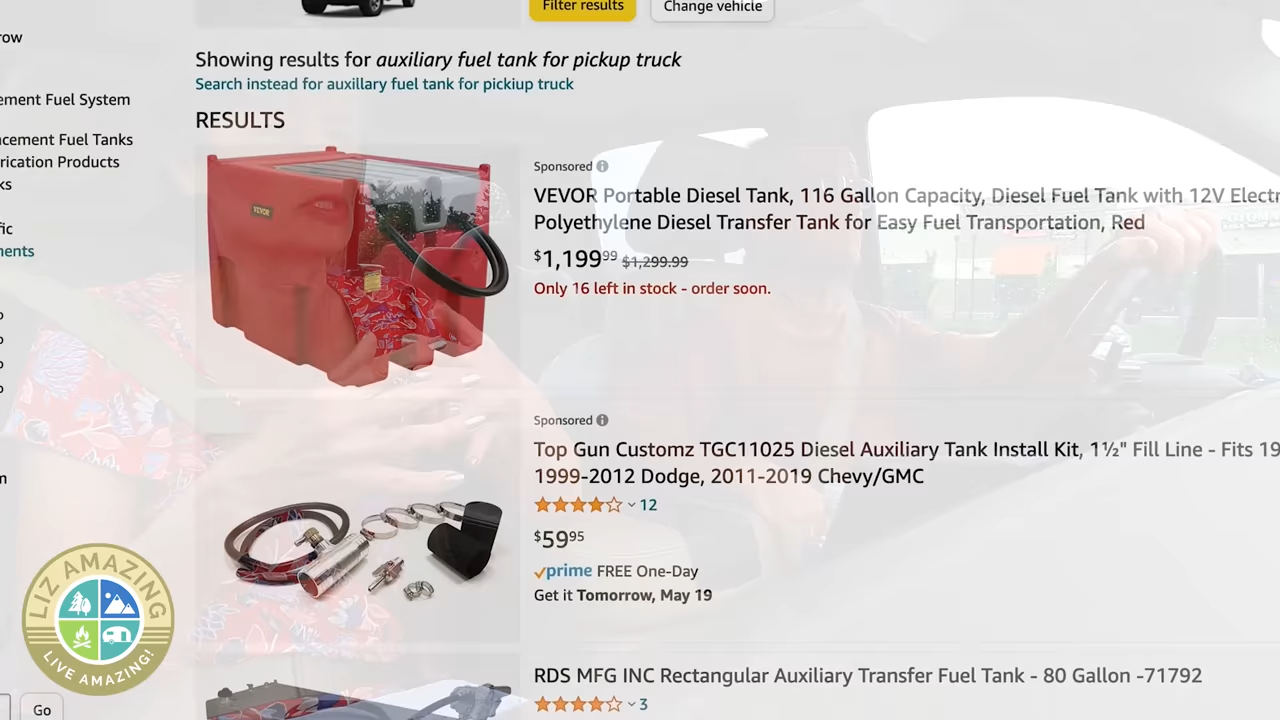 Filter results
Change vehicle
row
Showing results for auxiliary fuel tank for pickup truck
Search instead for auxillary fuel tank for pickiup truck
ement Fuel System
RESULTS
cement Fuel Tanks
rication Products
ks
fic
nents
Sponsored
VEVOR Portable Diesel Tank, 116 Gallon Capacity, Diesel Fuel Tank with 12V Electr
Polyethylene Diesel Transfer Tank for Easy Fuel Transportation, Red
$1,199.99 $1,299.99
Only 16 left in stock - order soon.
VEVOR
Sponsored
Top Gun Customz TGC11025 Diesel Auxiliary Tank Install Kit, 1½" Fill Line - Fits 19
1999-2012 Dodge, 2011-2019 Chevy/GMC
12
$59.95
prime FREE One-Day
Get it Tomorrow, May 19
RDS MFG INC Rectangular Auxiliary Transfer Fuel Tank - 80 Gallon -71792
3
LIZ AMAZING
LIVE AMAZING!
Go